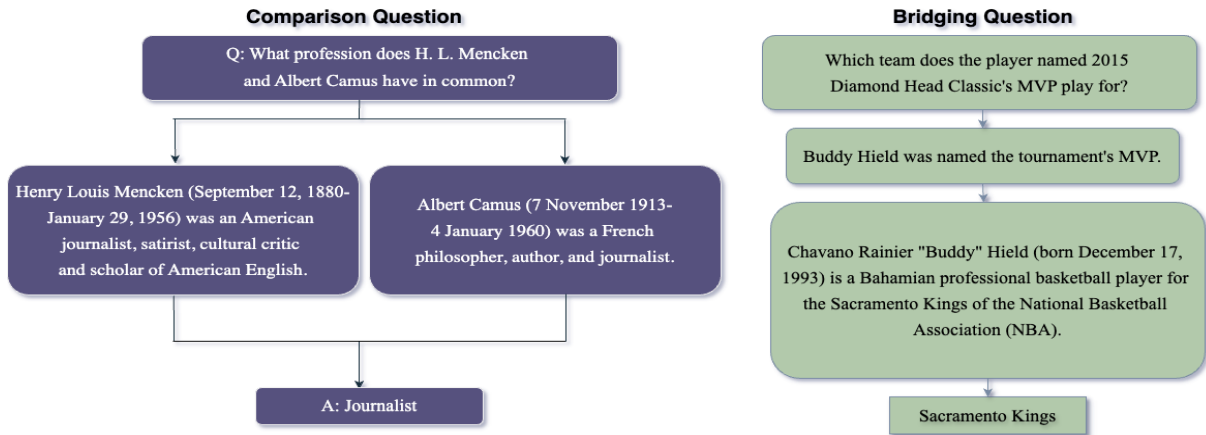 Comparison Question
Q: What profession does H. L. Mencken
and Albert Camus have in common?
Henry Louis Mencken (September 12, 1880-
January 29, 1956) was an American
journalist, satirist, cultural critic
and scholar of American English.
Albert Camus (7 November 1913-
4 January 1960) was a French
philosopher, author, and journalist.
A: Journalist
Bridging Question
Which team does the player named 2015
Diamond Head Classic's MVP play for?
Buddy Hield was named the tournament's MVP.
Chavano Rainier "Buddy" Hield (born December 17,
1993) is a Bahamian professional basketball player for
the Sacramento Kings of the National Basketball
Association (NBA).
Sacramento Kings